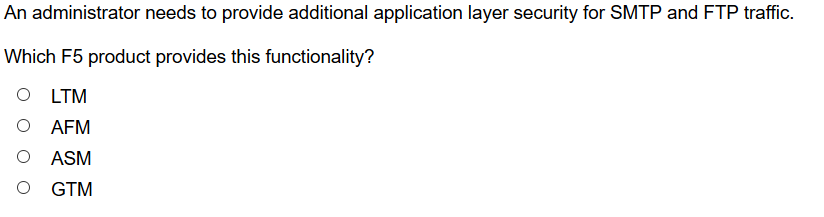 An administrator needs to provide additional application layer security for SMTP and FTP traffic.
Which F5 product provides this functionality?
LTM
AFM
ASM
GTM